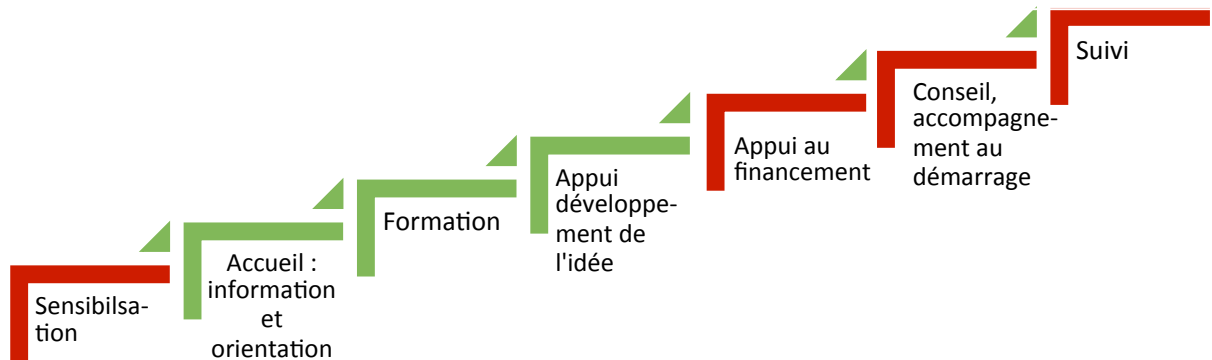 Sensibilsa-
tion
Accueil :
information
et
orientation
Formation
Appui
développe-
ment de
l'idée
Appui au
financement
Conseil,
accompagne-
ment au
démarrage
Suivi